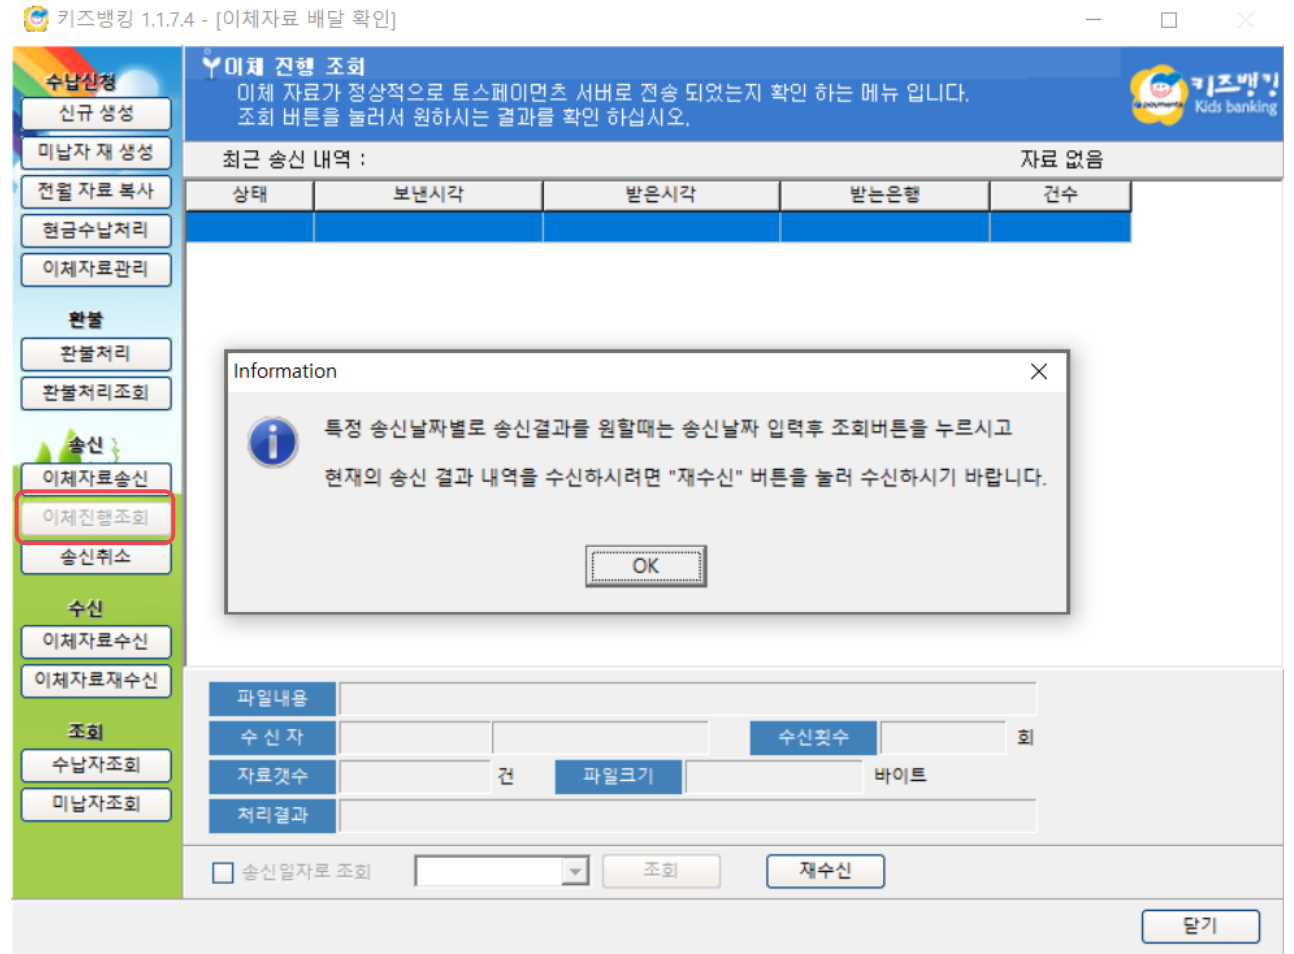 키즈뱅킹 1.1.7.4 - [이체자료 배달 확인]
수납신청
신규 생성
미납자 재 생성
전월 자료 복사
현금수납처리
이체자료관리
환불
환불처리
환불처리조회
송신
이체자료송신
이체진행조회
송신취소
수신
이체자료수신
이체자료재수신
조회
수납자조회
미납자조회
이체 진행 조회
이체 자료가 정상적으로 토스페이먼츠 서버로 전송 되었는지 확인 하는 메뉴 입니다.
조회 버튼을 눌러서 원하시는 결과를 확인 하십시오.
payments
키즈뱅킹
Kids banking
최근 송신 내역 : 자료 없음
상태 보낸시각 받은시각 받는은행 건수
Information
특정 송신날짜별로 송신결과를 원할때는 송신날짜 입력후 조회버튼을 누르시고
현재의 송신 결과 내역을 수신하시려면 "재수신" 버튼을 눌러 수신하시기 바랍니다.
OK
파일내용
수 신 자 수신횟수 회
자료갯수 건 파일크기 바이트
처리결과
송신일자로 조회 조회 재수신
닫기